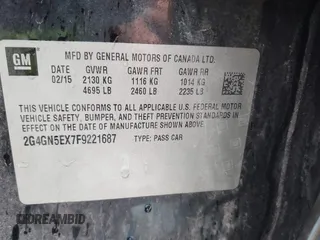 GM
MFD BY GENERAL MOTORS OF CANADA LTD.
DATE GVWR GAWR FRT GAWR RR
02/15 2130 KG 1116 KG 1014 KG
4695 LB 2460 LB 2235 LB
THIS VEHICLE CONFORMS TO ALL APPLICABLE U.S. FEDERAL MOTOR
VEHICLE SAFETY, BUMPER, AND THEFT PREVENTION STANDARDS IN
EFFECT ON THE DATE OF MANUFACTURE SHOWN ABOVE.
2G4GN5EX7F9221687 TYPE: PASS CAR
© DREAMBID